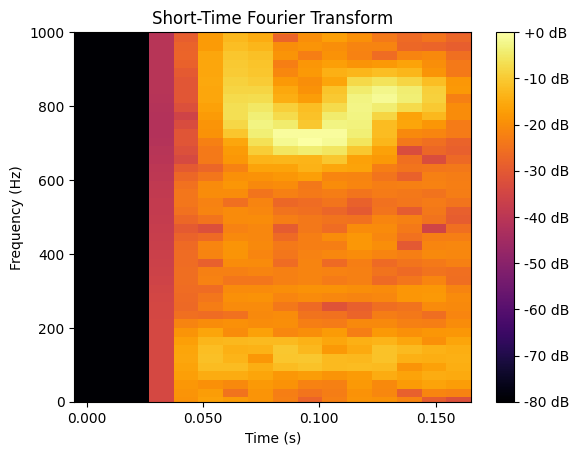 Short-Time Fourier Transform
1000
800
600
400
200
0
Frequency (Hz)
0.000
0.050
0.100
0.150
Time (s)
+0 dB
-10 dB
-20 dB
-30 dB
-40 dB
-50 dB
-60 dB
-70 dB
-80 dB